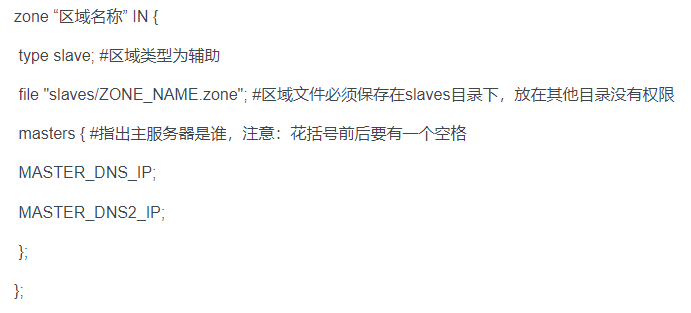 zone “区域名称” IN {
type slave; #区域类型为辅助
file "slaves/ZONE_NAME.zone"; #区域文件必须保存在slaves目录下，放在其他目录没有权限
masters { #指出主服务器是谁，注意：花括号前后要有一个空格
MASTER_DNS_IP;
MASTER_DNS2_IP;
};
};